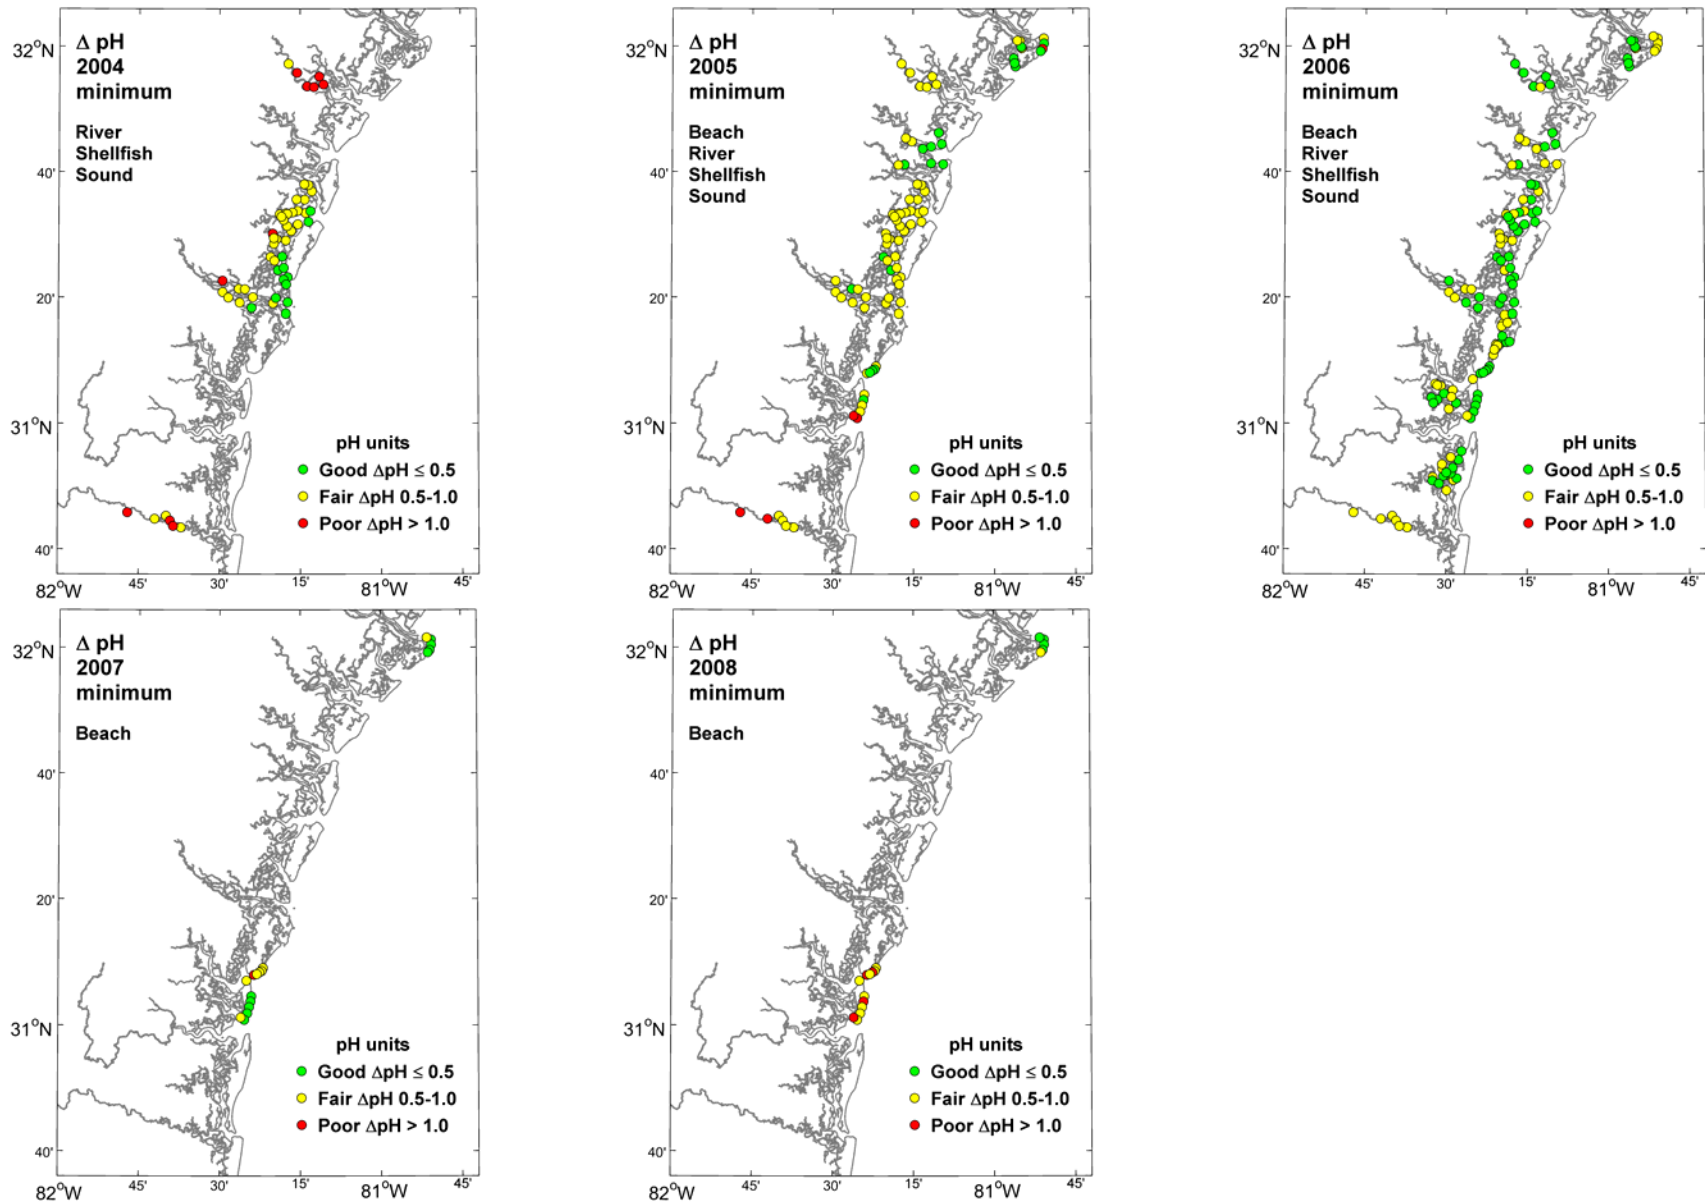 Δ pH
2004
minimum
River
Shellfish
Sound
32°N
40'
20'
31°N
40'
82°W
45'
30'
15'
81°W
45'
pH units
Good ΔpH ≤ 0.5
Fair ΔpH 0.5-1.0
Poor ΔpH > 1.0
Δ pH
2005
minimum
Beach
River
Shellfish
Sound
32°N
40'
20'
31°N
40'
82°W
45'
30'
15'
81°W
45'
pH units
Good ΔpH ≤ 0.5
Fair ΔpH 0.5-1.0
Poor ΔpH > 1.0
Δ pH
2006
minimum
Beach
River
Shellfish
Sound
32°N
40'
20'
31°N
40'
82°W
45'
30'
15'
81°W
45'
pH units
Good ΔpH ≤ 0.5
Fair ΔpH 0.5-1.0
Poor ΔpH > 1.0
Δ pH
2007
minimum
Beach
32°N
40'
20'
31°N
40'
82°W
45'
30'
15'
81°W
45'
pH units
Good ΔpH ≤ 0.5
Fair ΔpH 0.5-1.0
Poor ΔpH > 1.0
Δ pH
2008
minimum
Beach
32°N
40'
20'
31°N
40'
82°W
45'
30'
15'
81°W
45'
pH units
Good ΔpH ≤ 0.5
Fair ΔpH 0.5-1.0
Poor ΔpH > 1.0